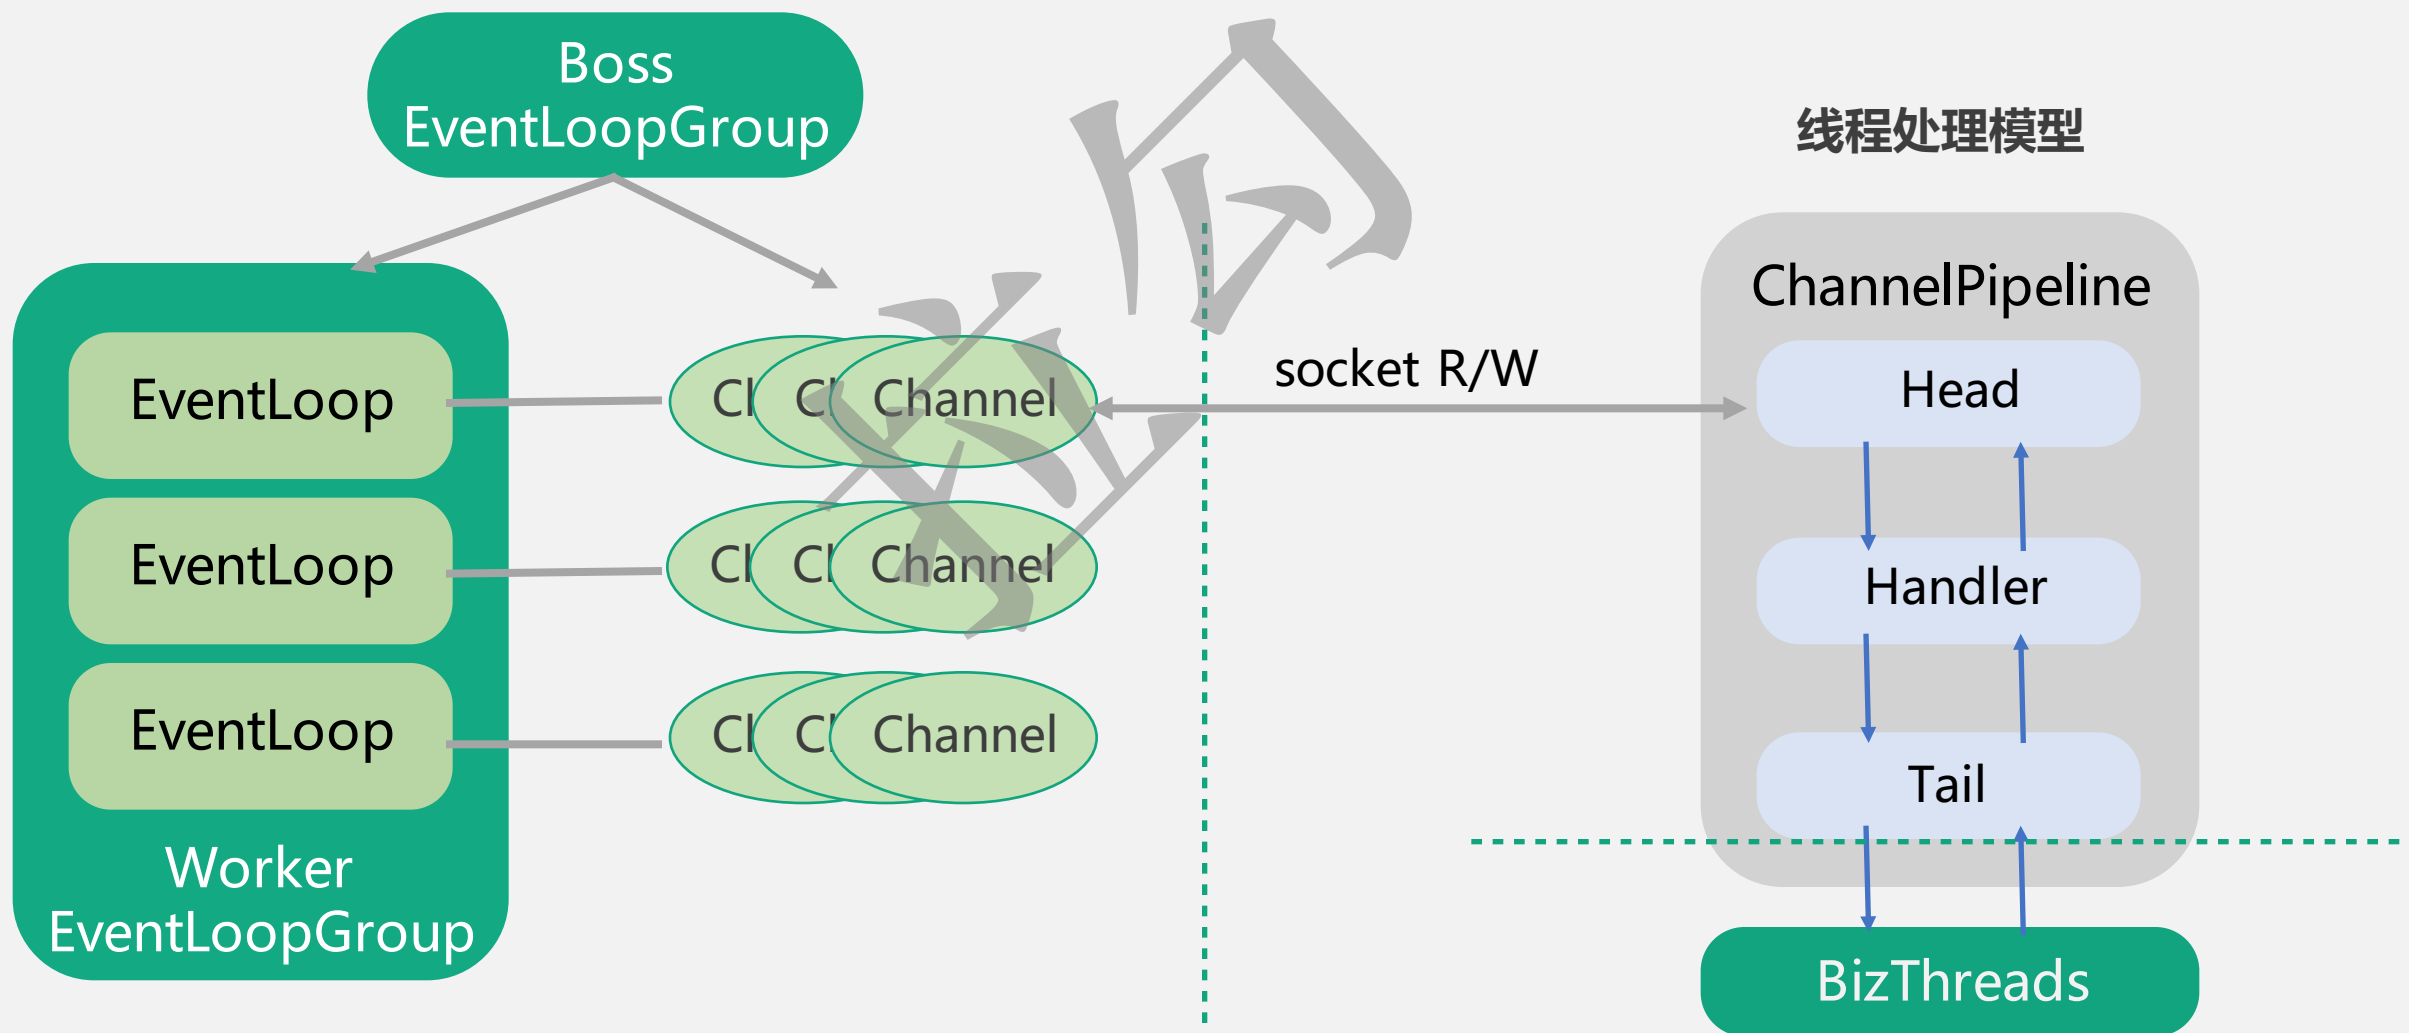 Boss
EventLoopGroup
线程处理模型
ChannelPipeline
socket R/W
EventLoop
Cl
Cl
Channel
Head
EventLoop
Cl
Cl
Channel
Handler
EventLoop
Cl
Cl
Channel
Tail
Worker
EventLoopGroup
BizThreads